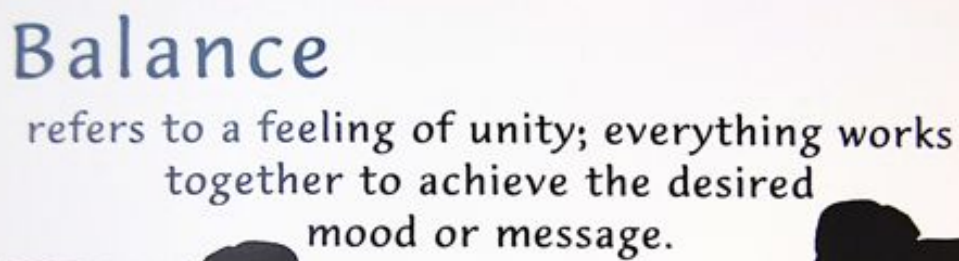 Balance
refers to a feeling of unity; everything works
together to achieve the desired
mood or message.